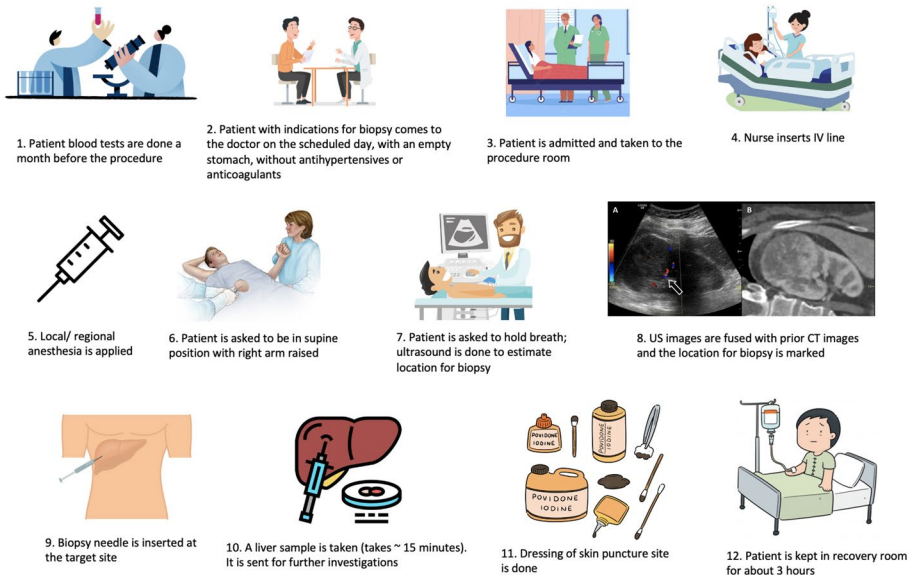 1. Patient blood tests are done a
month before the procedure
2. Patient with indications for biopsy comes to
the doctor on the scheduled day, with an empty
stomach, without antihypertensives or
anticoagulants
3. Patient is admitted and taken to the
procedure room
4. Nurse inserts IV line
5. Local/ regional
anesthesia is applied
6. Patient is asked to be in supine
position with right arm raised
7. Patient is asked to hold breath;
ultrasound is done to estimate
location for biopsy
A
B
8. US images are fused with prior CT images
and the location for biopsy is marked
9. Biopsy needle is inserted at
the target site
10. A liver sample is taken (takes ~ 15 minutes).
It is sent for further investigations
POVIDONE
IODINE
POVIDONE
IODINE
POVIDONE
IODINE
11. Dressing of skin puncture site
is done
12. Patient is kept in recovery room
for about 3 hours